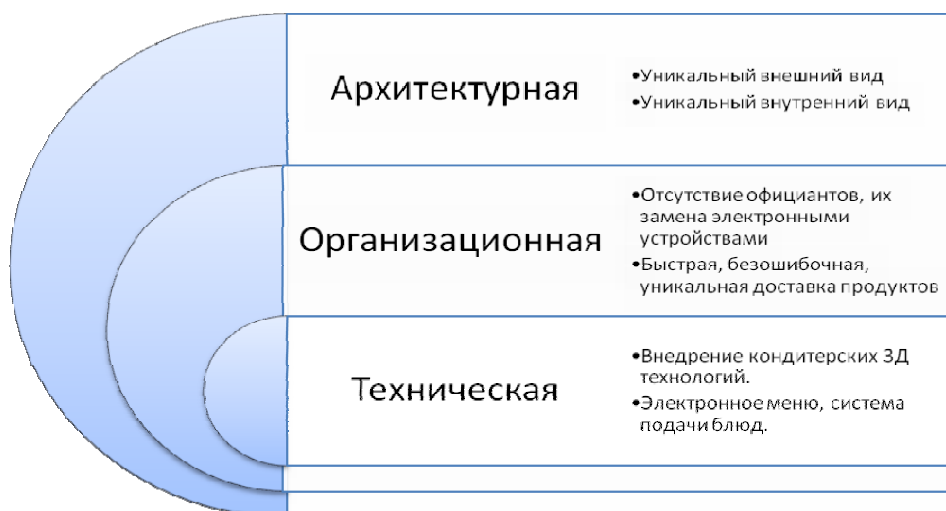 Архитектурная
•Уникальный внешний вид
•Уникальный внутренний вид
Организационная
•Отсутствие официантов, их
замена электронными
устройствами
•Быстрая, безошибочная,
уникальная доставка продуктов
Техническая
•Внедрение кондитерских 3Д
технологий.
•Электронное меню, система
подачи блюд.